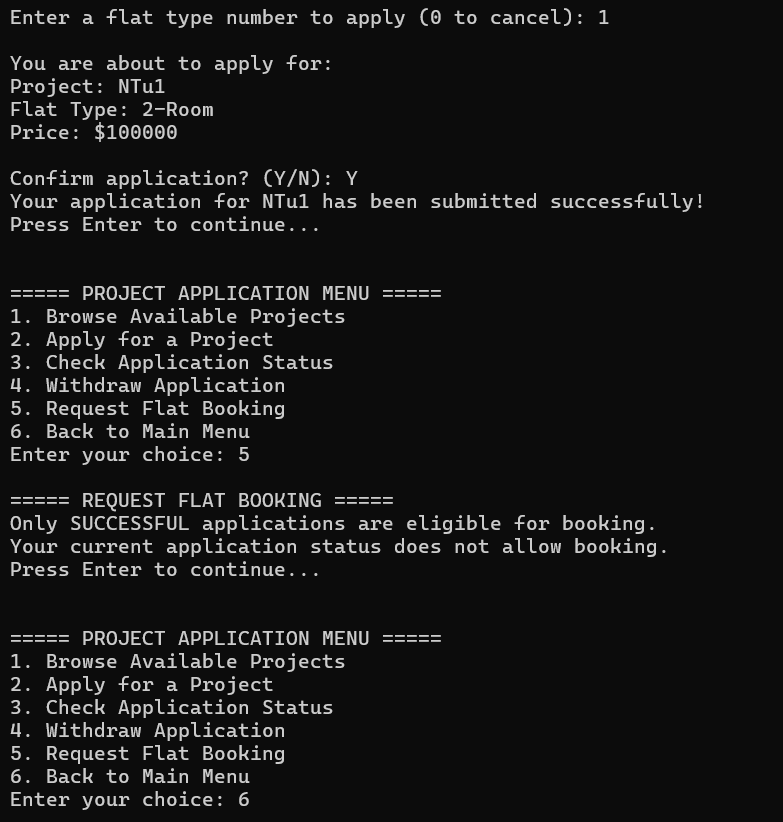 Enter a flat type number to apply (0 to cancel): 1
You are about to apply for:
Project: NTu1
Flat Type: 2-Room
Price: $100000
Confirm application? (Y/N): Y
Your application for NTu1 has been submitted successfully!
Press Enter to continue...
===== PROJECT APPLICATION MENU =====
1. Browse Available Projects
2. Apply for a Project
3. Check Application Status
4. Withdraw Application
5. Request Flat Booking
6. Back to Main Menu
Enter your choice: 5
===== REQUEST FLAT BOOKING =====
Only SUCCESSFUL applications are eligible for booking.
Your current application status does not allow booking.
Press Enter to continue...
===== PROJECT APPLICATION MENU =====
1. Browse Available Projects
2. Apply for a Project
3. Check Application Status
4. Withdraw Application
5. Request Flat Booking
6. Back to Main Menu
Enter your choice: 6